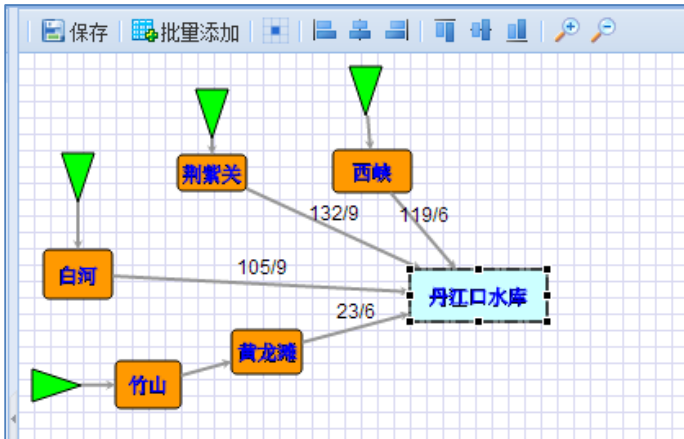 保存 批量添加
荆紫关
西峡
132/9
119/6
白河
105/9
丹江口水库
23/6
黄龙滩
竹山